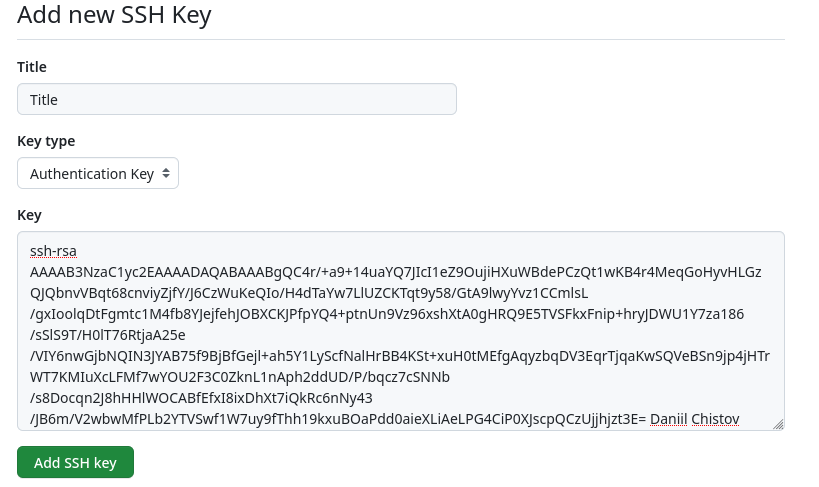 Add new SSH Key
Title
Title
Key type
Authentication Key
Key
ssh-rsa
AAAAB3NzaC1yc2EAAAADAQABAAABgQC4r/+a9+14uaYQ7JIcI1eZ9OujiHXuWBdePCzQt1wKB4r4MeqGoHyvHLGz
QJQbnvVBqt68cnviyZjfY/J6CzWuKeQIo/H4dTaYw7LlUZCKTqt9y58/GtA9lwyYvz1CCmlsL
/gxIoolqDtFgmtc1M4fb8YJejfehJOBXCKJPfpYQ4+ptnUn9Vz96xshXtA0gHRQ9E5TVSFkxFnip+hryJDWU1Y7za186
/sSlS9T/H0lT76RtjaA25e
/VIY6nwGjbNQIN3JYAB75f9BjBfGejl+ah5Y1LyScfNalHrBB4KSt+xuH0tMEfgAqyzbqDV3EqrTjqaKwSQVeBSn9jp4jHTr
WT7KMIuXcLFMf7wYOU2F3C0ZknL1nAph2ddUD/P/bqcz7cSNNb
/s8Docqn2J8hHHlWOCABfEfxI8ixDhXt7iQkRc6nNy43
/JB6m/V2wbwMfPLb2YTVSwf1W7uy9fThh19kxuBOaPdd0aieXLiAeLPG4CiP0XJscpQCzUjjhjzt3E= Daniil Chistov
Add SSH key